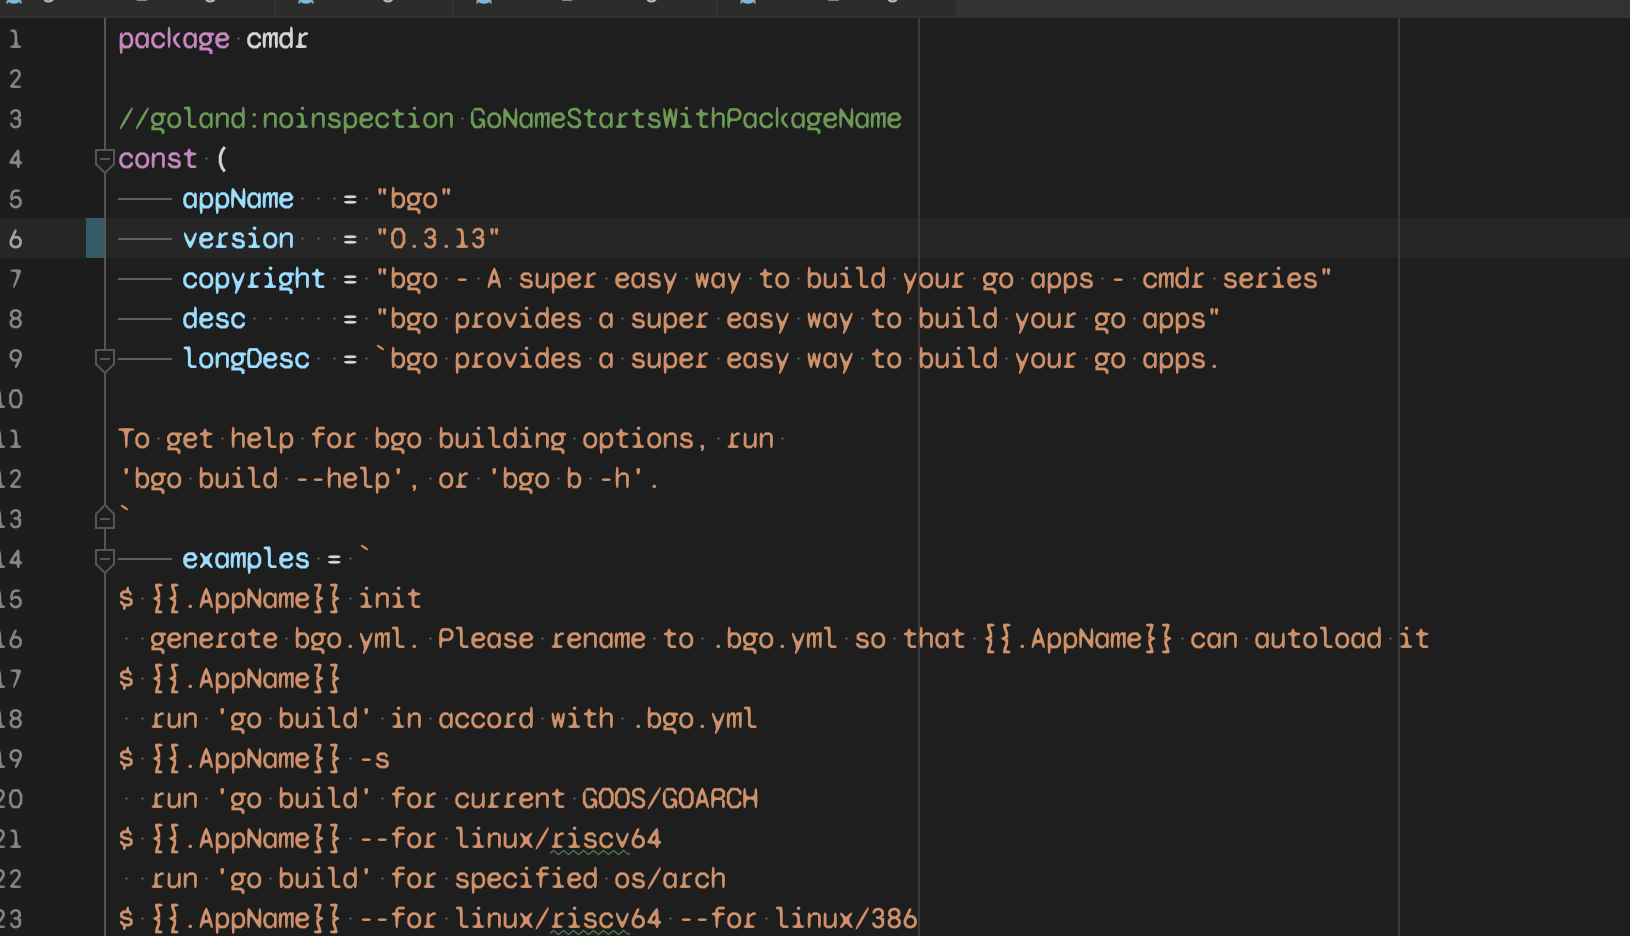 1 package cmdr
2
3 //goland:noinspection GoNameStartsWithPackageName
4 const (
5 appName = "bgo"
6 version = "0.3.13"
7 copyright = "bgo - A super easy way to build your go apps - cmdr series"
8 desc = "bgo provides a super easy way to build your go apps"
9 longDesc = `bgo provides a super easy way to build your go apps.
10
11 To get help for bgo building options, run
12 'bgo build --help', or 'bgo b -h'.
13 `
14 examples = `
15 $ {{.AppName}} init
16   generate bgo.yml. Please rename to .bgo.yml so that {{.AppName}} can autoload it
17 $ {{.AppName}}
18   run 'go build' in accord with .bgo.yml
19 $ {{.AppName}} -s
20   run 'go build' for current GOOS/GOARCH
21 $ {{.AppName}} --for linux/riscv64
22   run 'go build' for specified os/arch
23 $ {{.AppName}} --for linux/riscv64 --for linux/386